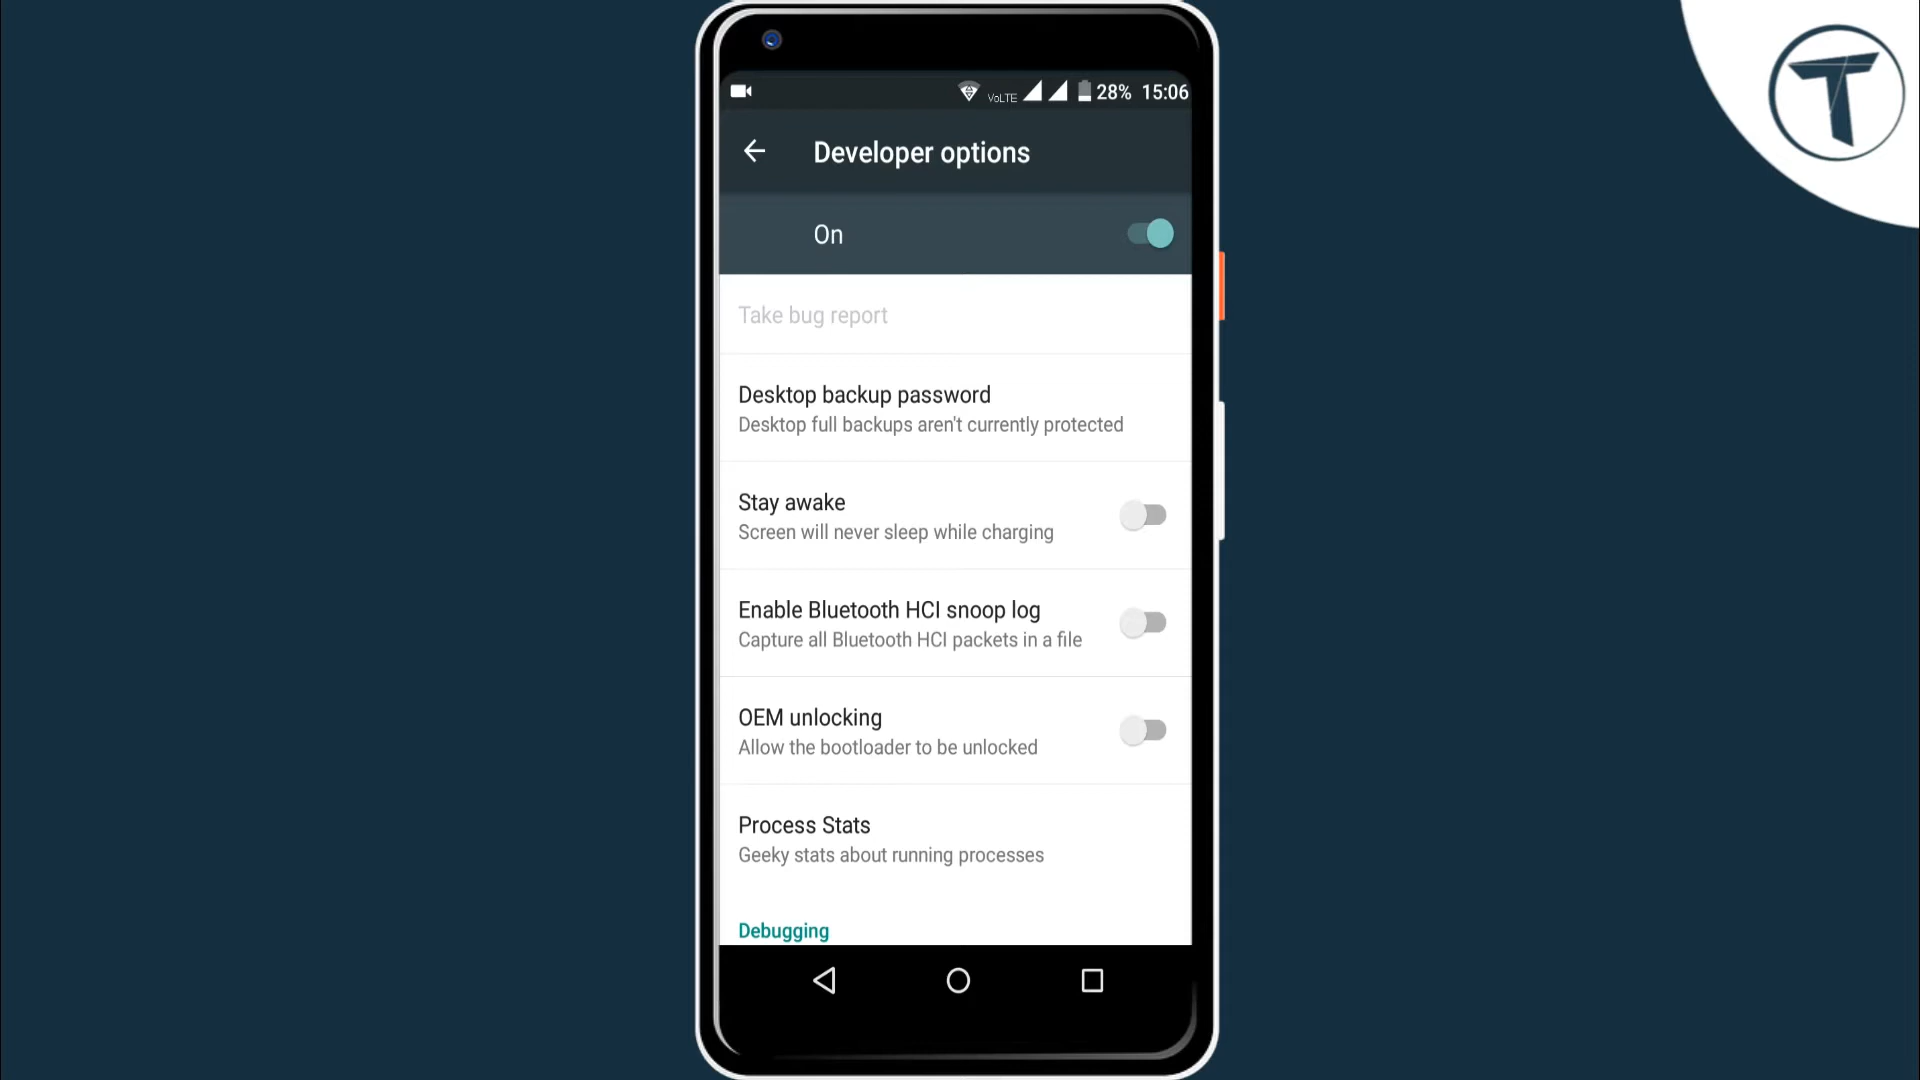 VoLTE 28% 15:06
Developer options
On
Take bug report
Desktop backup password
Desktop full backups aren't currently protected
Stay awake
Screen will never sleep while charging
Enable Bluetooth HCI snoop log
Capture all Bluetooth HCI packets in a file
OEM unlocking
Allow the bootloader to be unlocked
Process Stats
Geeky stats about running processes
Debugging
T